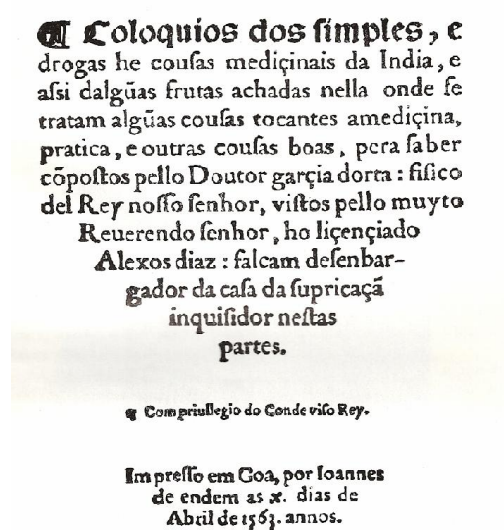 ¶ Coloquios dos ſimples, e
drogas he couſas mediçinais da India, e
aſsi dalgũas frutas achadas nella onde ſe
tratam algũas couſas tocantes amediçina,
pratica, e outras couſas boas, pera ſaber
cõpoſtos pello Doutor garçia dorta : fiſico
del Rey noſſo ſenhor, viſtos pello muyto
Reuerendo ſenhor, ho liçençiado
Alexos diaz : falcam deſenbar-
gador da caſa da ſupricaçã
inquiſidor neſtas
partes.
¶ Com priuilegio do Conde viſo Rey.
Impreſſo em Goa, por Ioannes
de endem as x. dias de
Abril de 1563. annos.